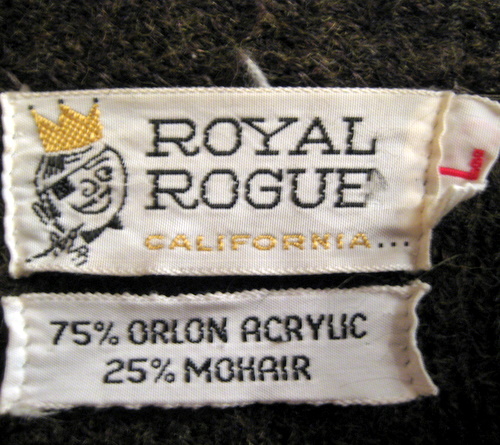 ROYAL
ROGUE
CALIFORNIA...
L
75% ORLON ACRYLIC
25% MOHAIR